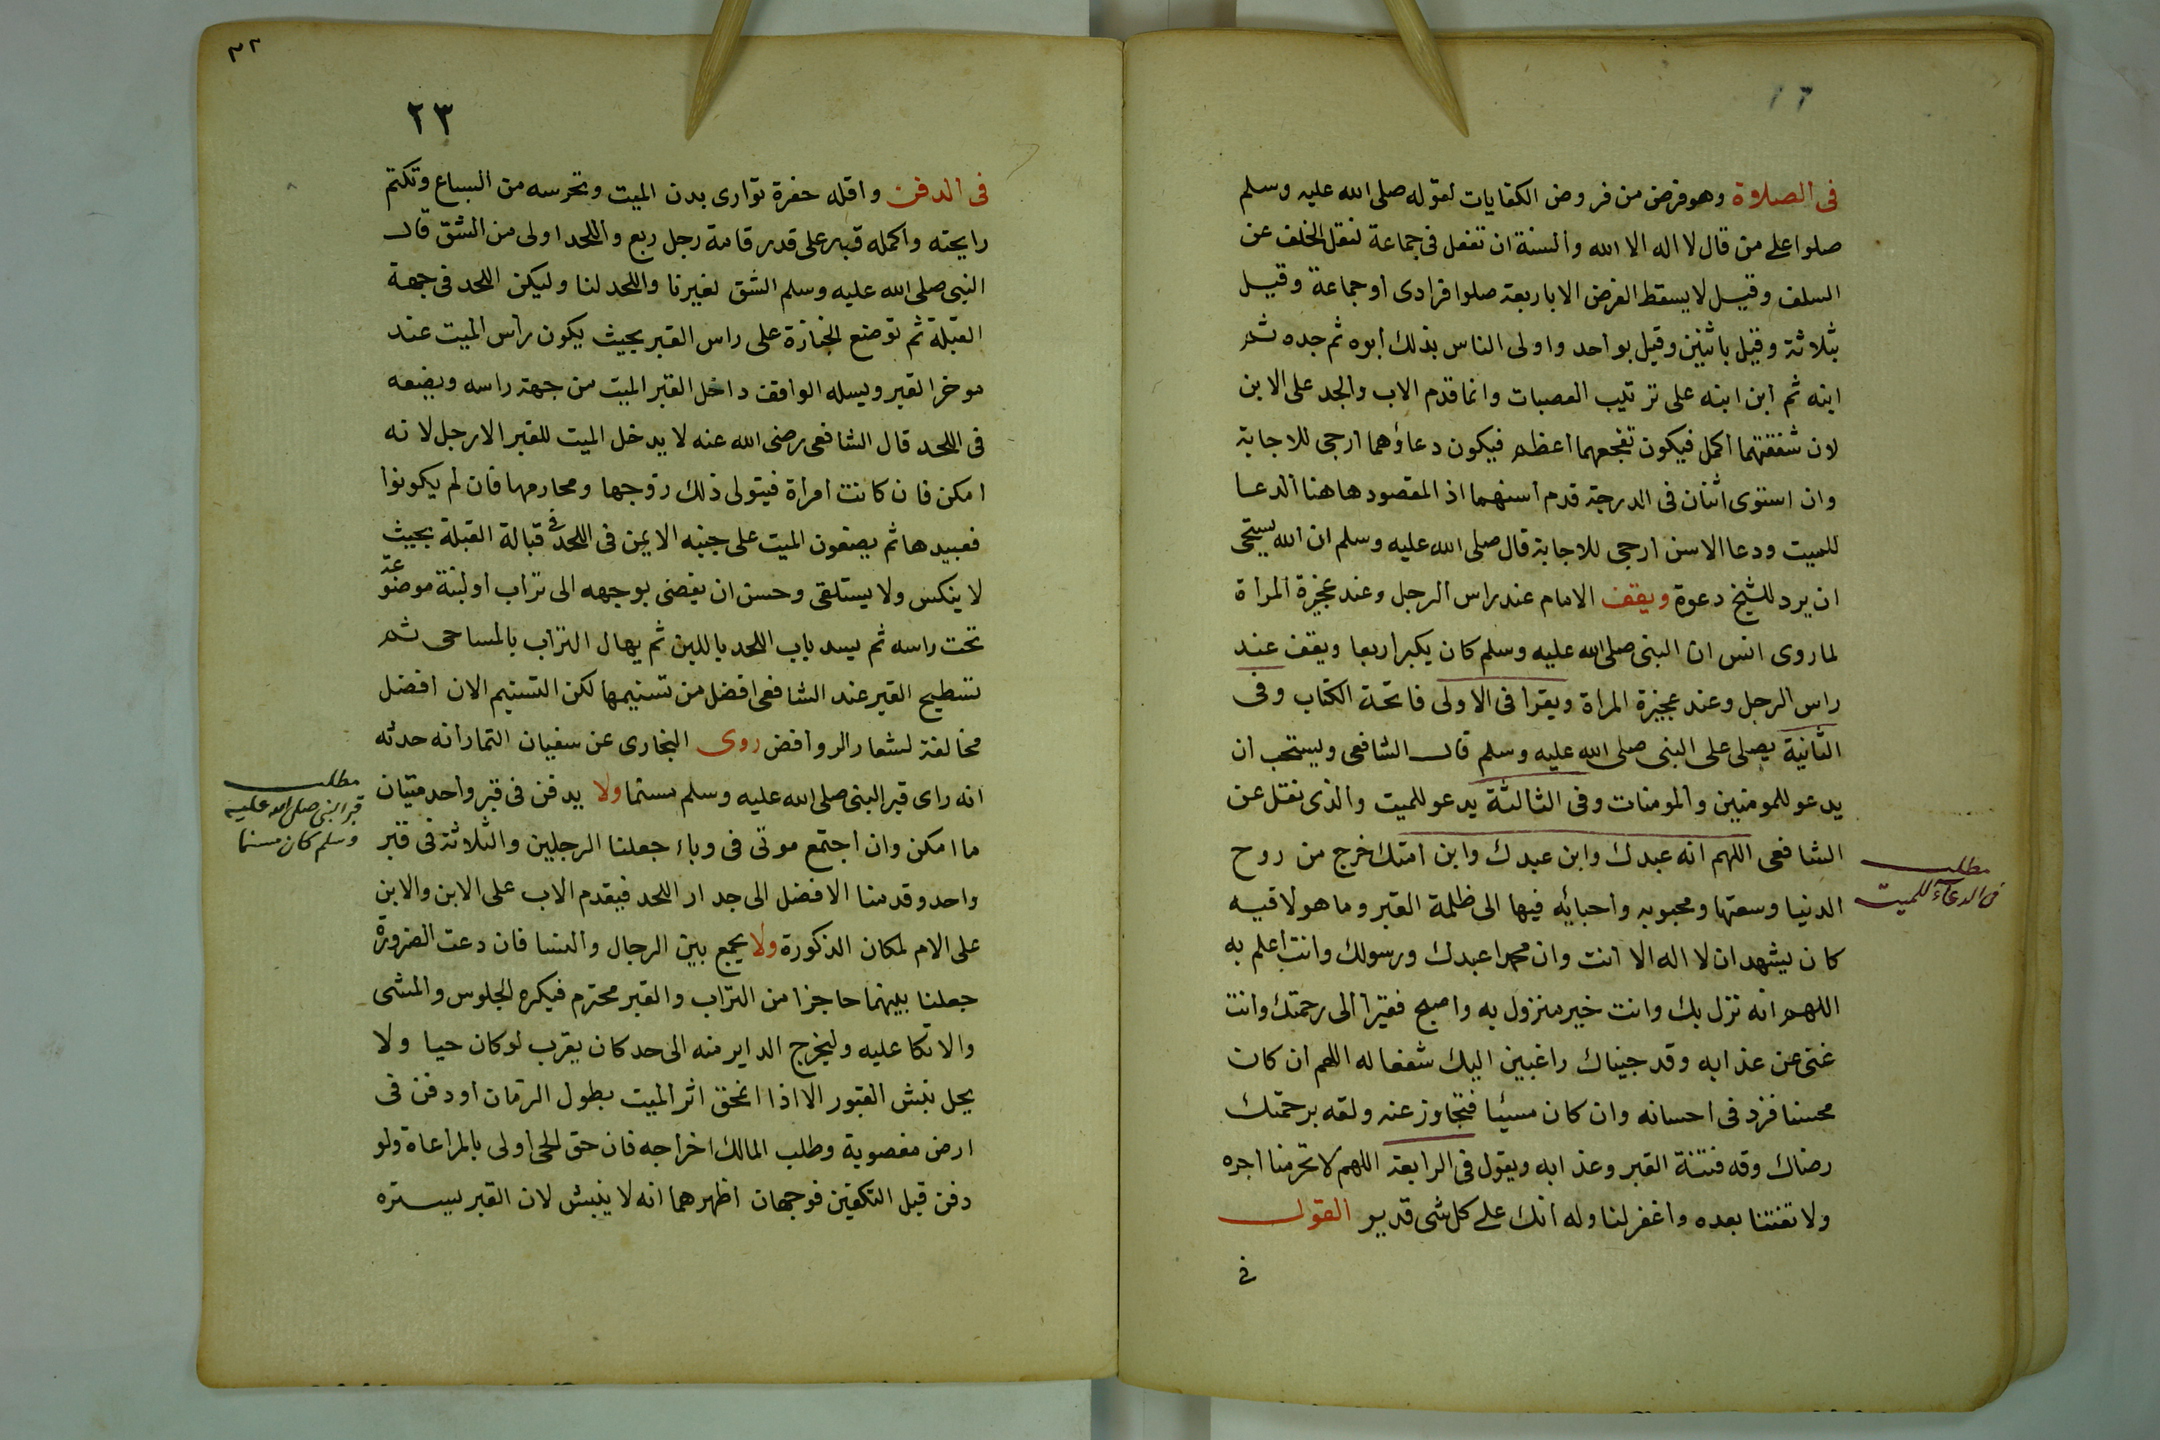 ١٦
في الصلاة وهو فرض من فروض الكفايات لقوله صلى الله عليه وسلم
صلوا على من قال لا اله الا الله والسنة ان تفعل في جماعة لنقل الخلف عن
السلف وقيل لا يسقط الفرض الا باربعة صلوا فرادى او جماعة وقيل
بثلاثة وقيل باثنين وقيل بواحد واولى الناس بذلك ابوه ثم جده ثم
ابنه ثم ابن ابنه على ترتيب العصبات وانما قدم الاب والجد على الابن
لان شفقتهما اكمل فيكون تفجعهما اعظم فيكون دعاؤهما ارجى للاجابة
وان استوى اثنان في الدرجة قدم اسنهما اذ المقصود هاهنا الدعا
للميت ودعا الاسن ارجى للاجابة قال صلى الله عليه وسلم ان الله يستحى
ان يرد للشيخ دعوة ويقف الامام عند راس الرجل وعند عجيزة المراة
لما روى انس ان النبي صلى الله عليه وسلم كان يكبر اربعا ويقف عند
راس الرجل وعند عجيزة المراة ويقرا في الاولى فاتحة الكتاب وفي
الثانية يصلي على النبي صلى الله عليه وسلم قال الشافعي ويستحب ان
يدعو للمومنين والمومنات وفي الثالثة يدعو للميت والذي نقل عن
الشافعي اللهم انه عبدك وابن عبدك وابن امتك خرج من روح
الدنيا وسعتها ومحبوبه واحبائه فيها الى ظلمة القبر وما هو لاقيه
كان يشهد ان لا اله الا انت وان محمدا عبدك ورسولك وانت اعلم به
اللهم انه نزل بك وانت خير منزول به واصبح فقيرا الى رحمتك وانت
غنى عن عذابه وقد جيناك راغبين اليك شفعا له اللهم ان كان
محسنا فزد في احسانه وان كان مسئيا فتجاوز عنه ولقه برحمتك
رضاك وقه فتنة القبر وعذابه ويقول في الرابعة اللهم لا تحرمنا اجره
ولا تفتنا بعده واغفر لنا وله انك على كل شى قدير القول
في
مطلب
في الدعآء للميت
٢٣
في الدفن واقله حفرة توارى بدن الميت وتحرسه من السباع وتكتم
رايحته واكمله قبر على قدر قامة رجل ربع واللحد اولى من الشق قال
النبي صلى الله عليه وسلم الشق لغيرنا واللحد لنا وليكن اللحد في جهة
القبلة ثم توضع الجنازة على راس القبر بحيث يكون راس الميت عند
موخر القبر ويسله الواقف داخل القبر الميت من جهة راسه ويضعه
في اللحد قال الشافعي رضى الله عنه لا يدخل الميت للقبر الا رجل لانه
امكن فان كانت امراة فيتولى ذلك زوجها ومحارمها فان لم يكونوا
فعبيدها ثم يضعون الميت على جنبه الايمن في اللحد في قبالة القبلة بحيث
لا ينكس ولا يستلقى وحسن ان يفضى بوجهه الى تراب او لبنة موضوعة
تحت راسه ثم يسد باب اللحد باللبن ثم يهال التراب بالمساحى ثم
تسطيح القبر عند الشافعي افضل من تسنيمها لكن التسنيم الان افضل
مخالفة لشعار الروافض روى البخارى عن سفيان التمار انه حدثه
انه راى قبر النبي صلى الله عليه وسلم مسنما ولا يدفن في قبر واحد ميتان
ما امكن وان اجتمع موتى في وباء جعلنا الرجلين والثلاثة في قبر
واحد وقدمنا الافضل الى جدار اللحد فيقدم الاب على الابن والابن
على الام لمكان الذكورة ولا يجمع بين الرجال والنسا فان دعت الضرورة
جعلنا بينهما حاجزا من التراب والقبر محترم فيكره الجلوس والمشى
والاتكا عليه وليخرج الداير منه الى حد كان يقرب لو كان حيا ولا
يحل نبش القبور الا اذا انمحق اثر الميت بطول الزمان او دفن في
ارض مغصوبة وطلب المالك اخراجه فان حق الحى اولى بالمراعاة ولو
دفن قبل التكفين فوجهان اظهرهما انه لا ينبش لان القبر يستره
مطلب
قبر النبي صلى الله عليه
وسلم كان مسنما